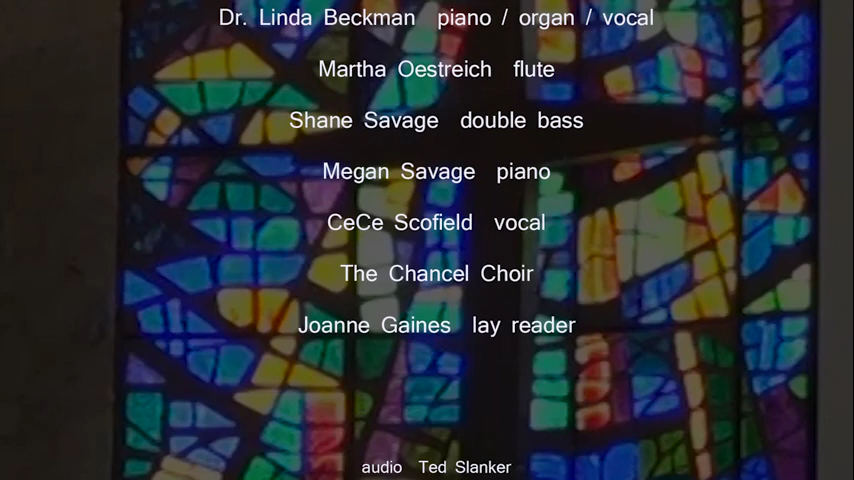 Dr. Linda Beckman piano / organ / vocal
Martha Oestreich flute
Shane Savage double bass
Megan Savage piano
CeCe Scofield vocal
The Chancel Choir
Joanne Gaines lay reader
audio Ted Slanker